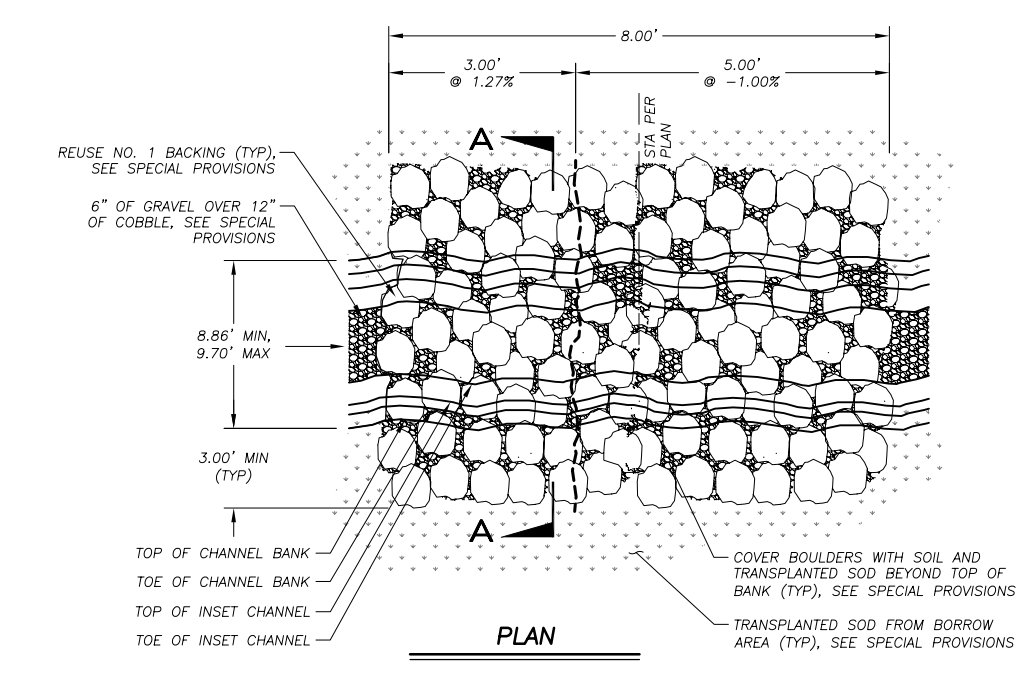 8.00'
3.00'
@ 1.27%
5.00'
@ -1.00%
STA PER
PLAN
A
REUSE NO. 1 BACKING (TYP),
SEE SPECIAL PROVISIONS
6" OF GRAVEL OVER 12"
OF COBBLE, SEE SPECIAL
PROVISIONS
8.86' MIN,
9.70' MAX
3.00' MIN
(TYP)
A
TOP OF CHANNEL BANK
TOE OF CHANNEL BANK
TOP OF INSET CHANNEL
TOE OF INSET CHANNEL
COVER BOULDERS WITH SOIL AND
TRANSPLANTED SOD BEYOND TOP OF
BANK (TYP), SEE SPECIAL PROVISIONS
TRANSPLANTED SOD FROM BORROW
AREA (TYP), SEE SPECIAL PROVISIONS
PLAN